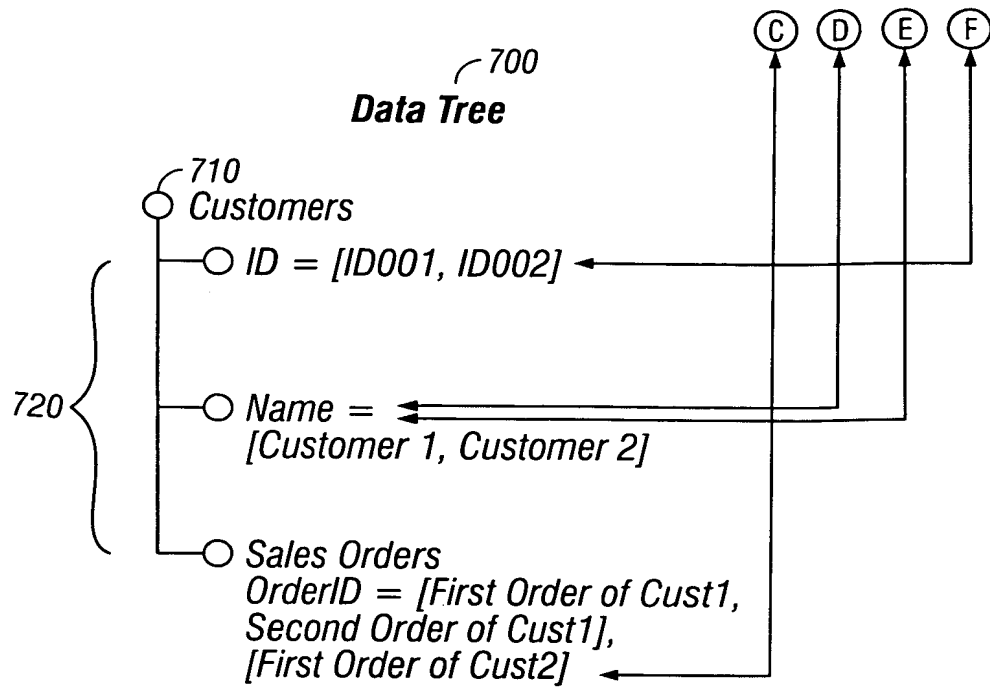 C D E F
700
Data Tree
710
Customers
ID = [ID001, ID002]
720
Name =
[Customer 1, Customer 2]
Sales Orders
OrderID = [First Order of Cust1,
Second Order of Cust1],
[First Order of Cust2]